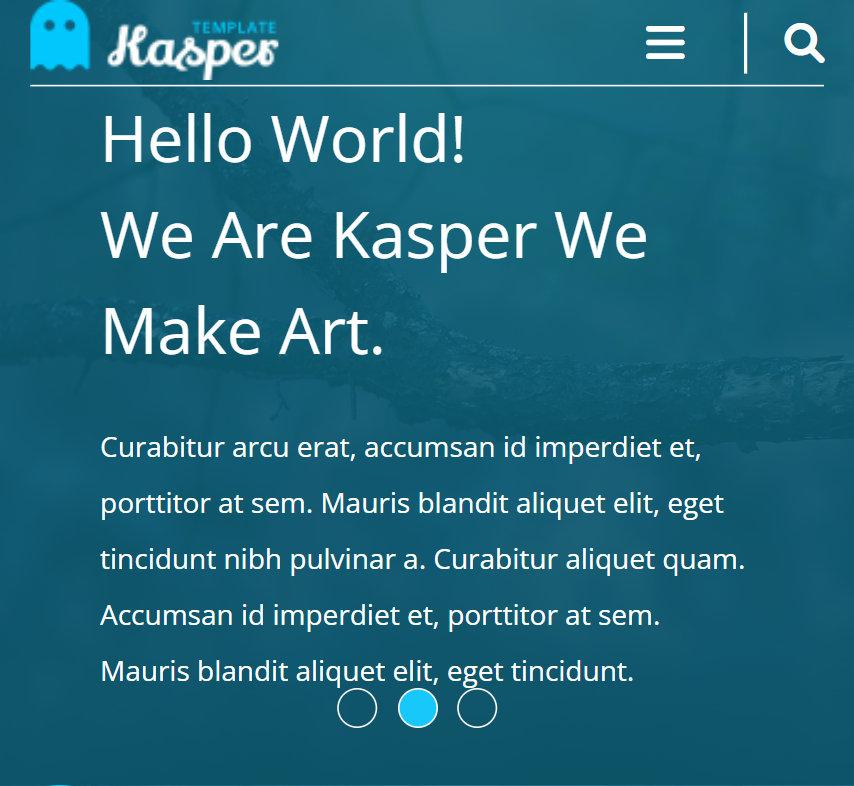 TEMPLATE
Kasper
Hello World!
We Are Kasper We
Make Art.
Curabitur arcu erat, accumsan id imperdiet et,
porttitor at sem. Mauris blandit aliquet elit, eget
tincidunt nibh pulvinar a. Curabitur aliquet quam.
Accumsan id imperdiet et, porttitor at sem.
Mauris blandit aliquet elit, eget tincidunt.